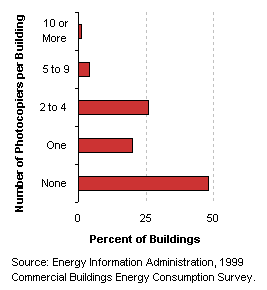 Number of Photocopiers per Building
10 or
More
5 to 9
2 to 4
One
None
0
25
50
Percent of Buildings
Source: Energy Information Administration, 1999
Commercial Buildings Energy Consumption Survey.